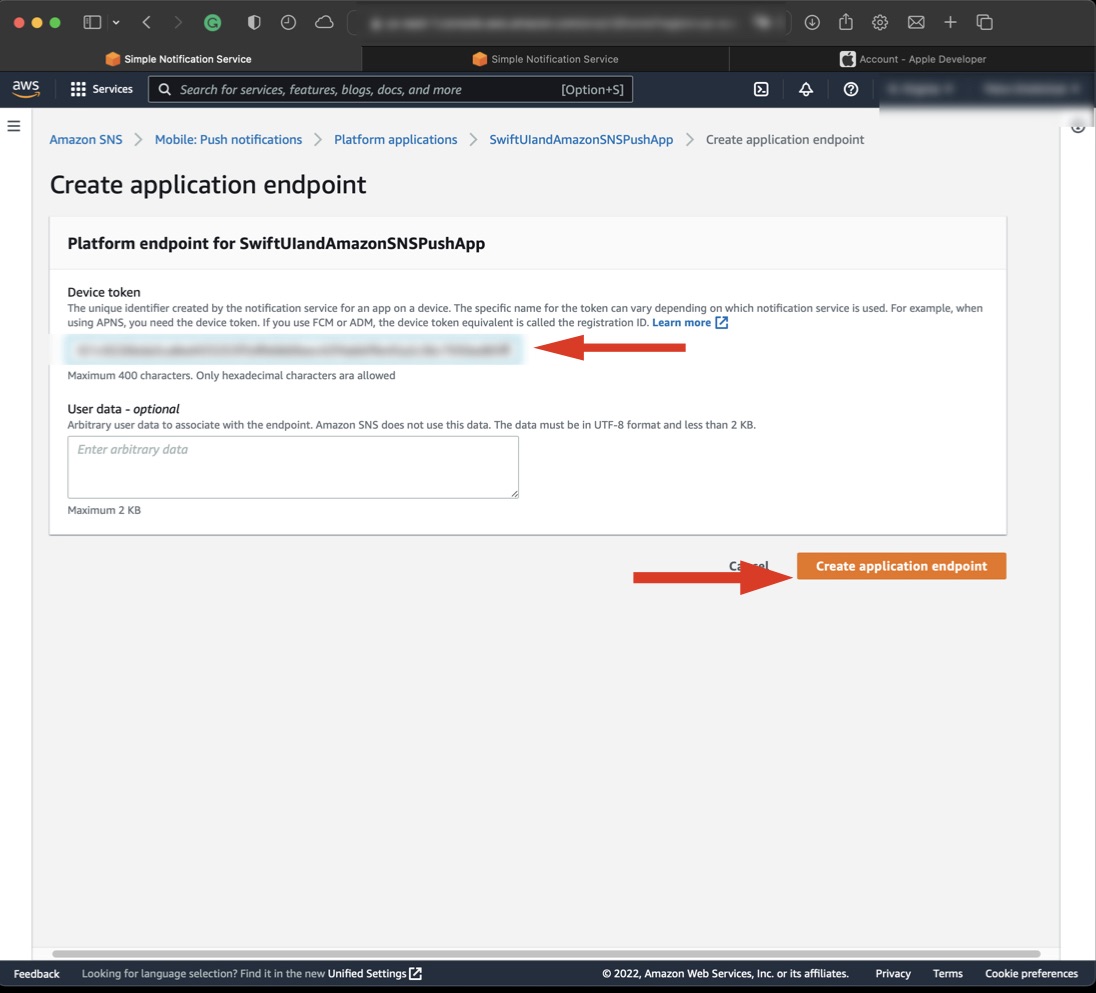 Simple Notification Service
Simple Notification Service
Account - Apple Developer
aws
Services
Search for services, features, blogs, docs, and more
[Option+S]
Amazon SNS
Mobile: Push notifications
Platform applications
SwiftUIandAmazonSNSPushApp
Create application endpoint
Create application endpoint
Platform endpoint for SwiftUIandAmazonSNSPushApp
Device token
The unique identifier created by the notification service for an app on a device. The specific name for the token can vary depending on which notification service is used. For example, when
using APNS, you need the device token. If you use FCM or ADM, the device token equivalent is called the registration ID. Learn more
Maximum 400 characters. Only hexadecimal characters ara allowed
User data - optional
Arbitrary user data to associate with the endpoint. Amazon SNS does not use this data. The data must be in UTF-8 format and less than 2 KB.
Enter arbitrary data
Maximum 2 KB
Cancel
Create application endpoint
Feedback
Looking for language selection? Find it in the new Unified Settings
© 2022, Amazon Web Services, Inc. or its affiliates.
Privacy
Terms
Cookie preferences